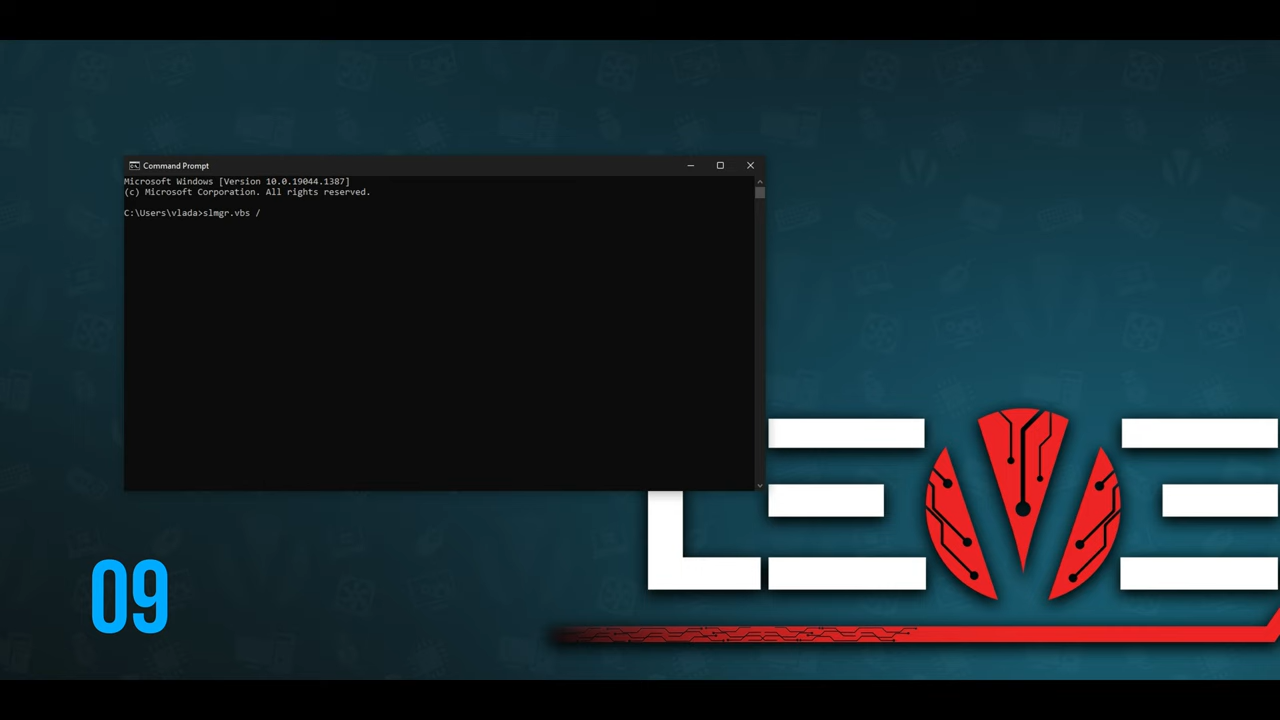 Command Prompt
Microsoft Windows [Version 10.0.19044.1387]
(c) Microsoft Corporation. All rights reserved.
C:\Users\vlada>slmgr.vbs /
LEVE
09